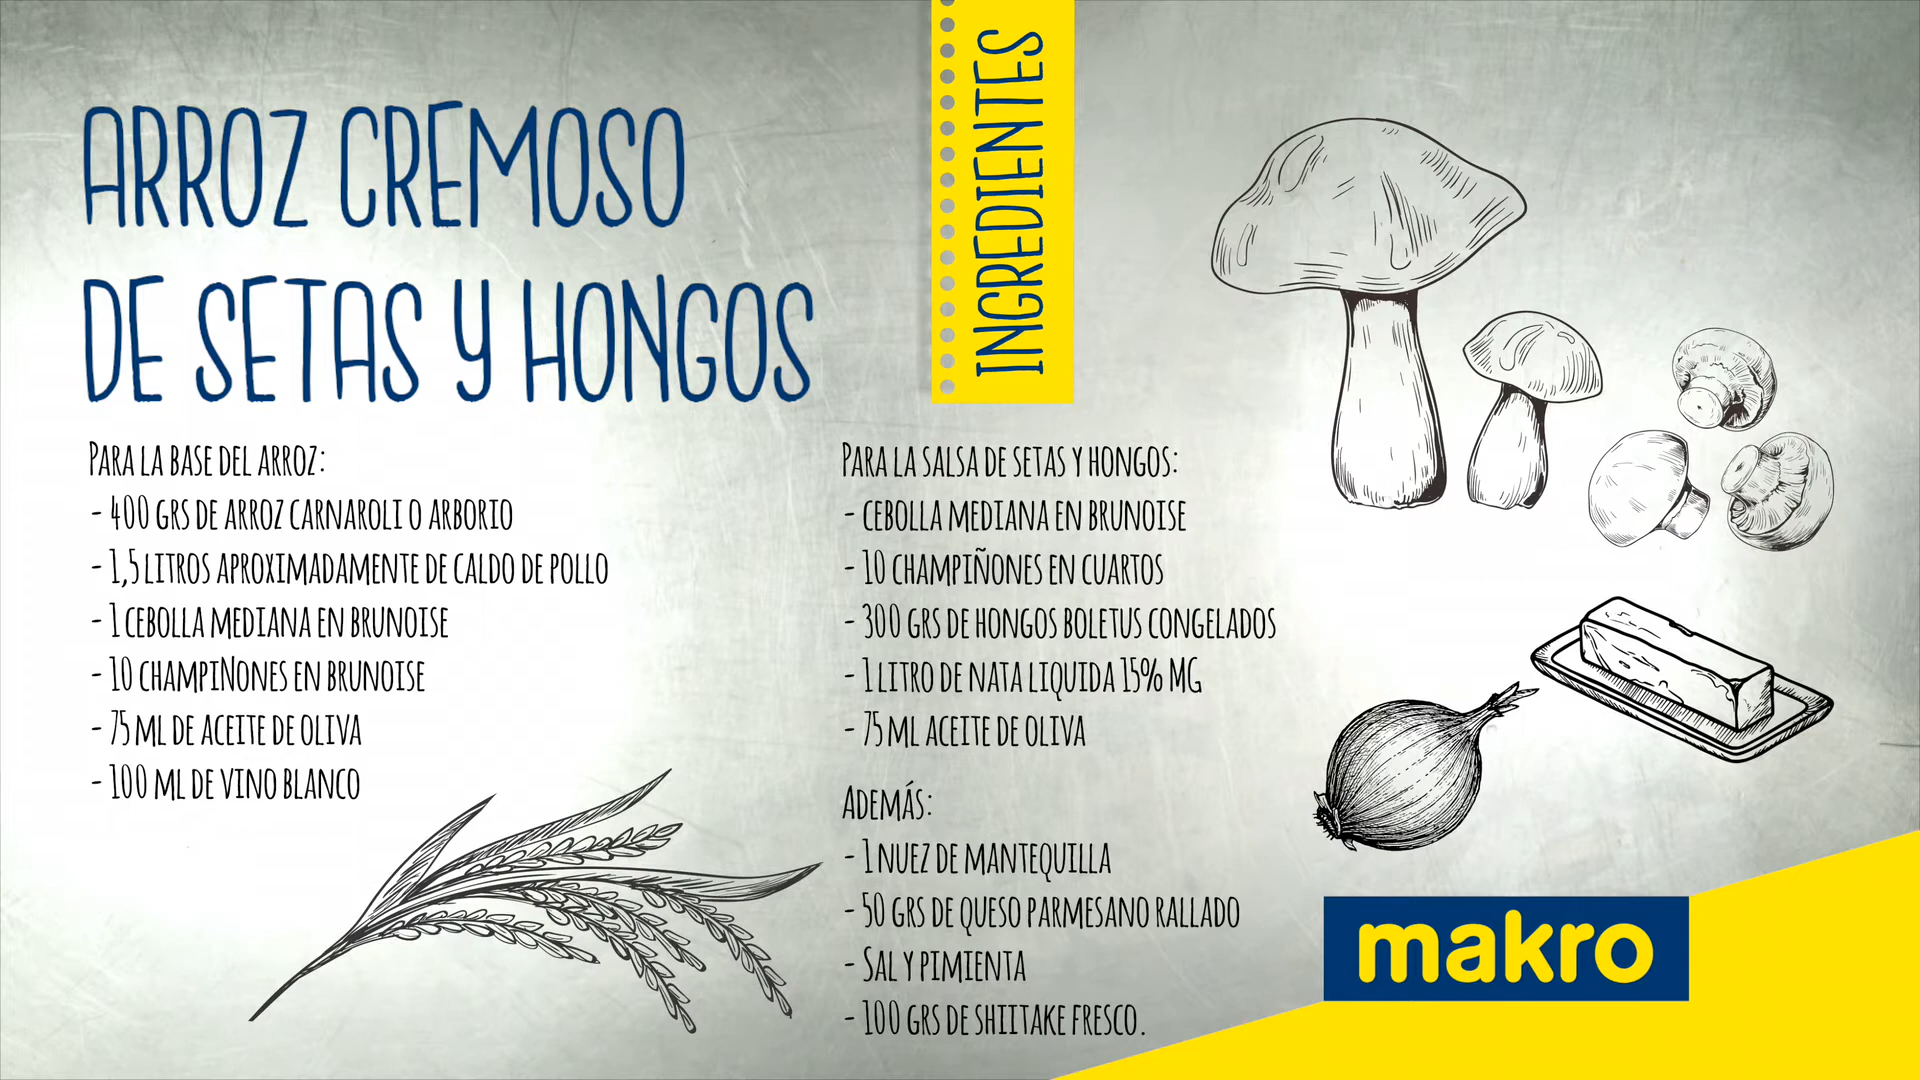 ARROZ CREMOSO
DE SETAS Y HONGOS
INGREDIENTES
PARA LA BASE DEL ARROZ:
- 400 GRS DE ARROZ CARNAROLI O ARBORIO
- 1,5 LITROS APROXIMADAMENTE DE CALDO DE POLLO
- 1 CEBOLLA MEDIANA EN BRUNOISE
- 10 CHAMPINONES EN BRUNOISE
- 75 ML DE ACEITE DE OLIVA
- 100 ML DE VINO BLANCO
PARA LA SALSA DE SETAS Y HONGOS:
- CEBOLLA MEDIANA EN BRUNOISE
- 10 CHAMPIÑONES EN CUARTOS
- 300 GRS DE HONGOS BOLETUS CONGELADOS
- 1 LITRO DE NATA LIQUIDA 15% MG
- 75 ML ACEITE DE OLIVA
ADEMÁS:
- 1 NUEZ DE MANTEQUILLA
- 50 GRS DE QUESO PARMESANO RALLADO
- SAL Y PIMIENTA
- 100 GRS DE SHIITAKE FRESCO.
makro